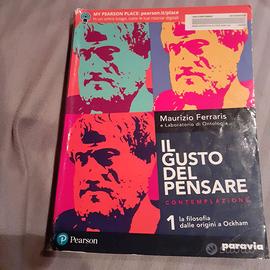 MY PEARSON PLACE: pearson.it/place
Maurizio Ferraris
e Laboratorio di Ontologia
IL
GUSTO DEL
PENSARE
CONTEMPLAZIONE
1 la filosofia
dalle origini a Ockham
Pearson
paravia